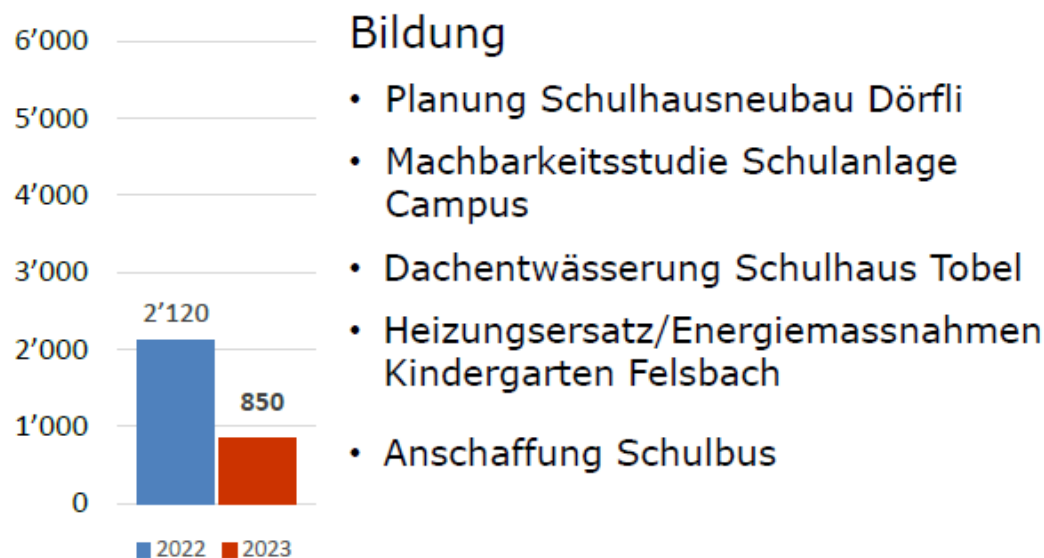 6’000
5’000
4’000
3’000
2’000
1’000
0
2’120
850
2022 2023
Bildung
• Planung Schulhausneubau Dörfli
• Machbarkeitsstudie Schulanlage
Campus
• Dachentwässerung Schulhaus Tobel
• Heizungsersatz/Energiemassnahmen
Kindergarten Felsbach
• Anschaffung Schulbus